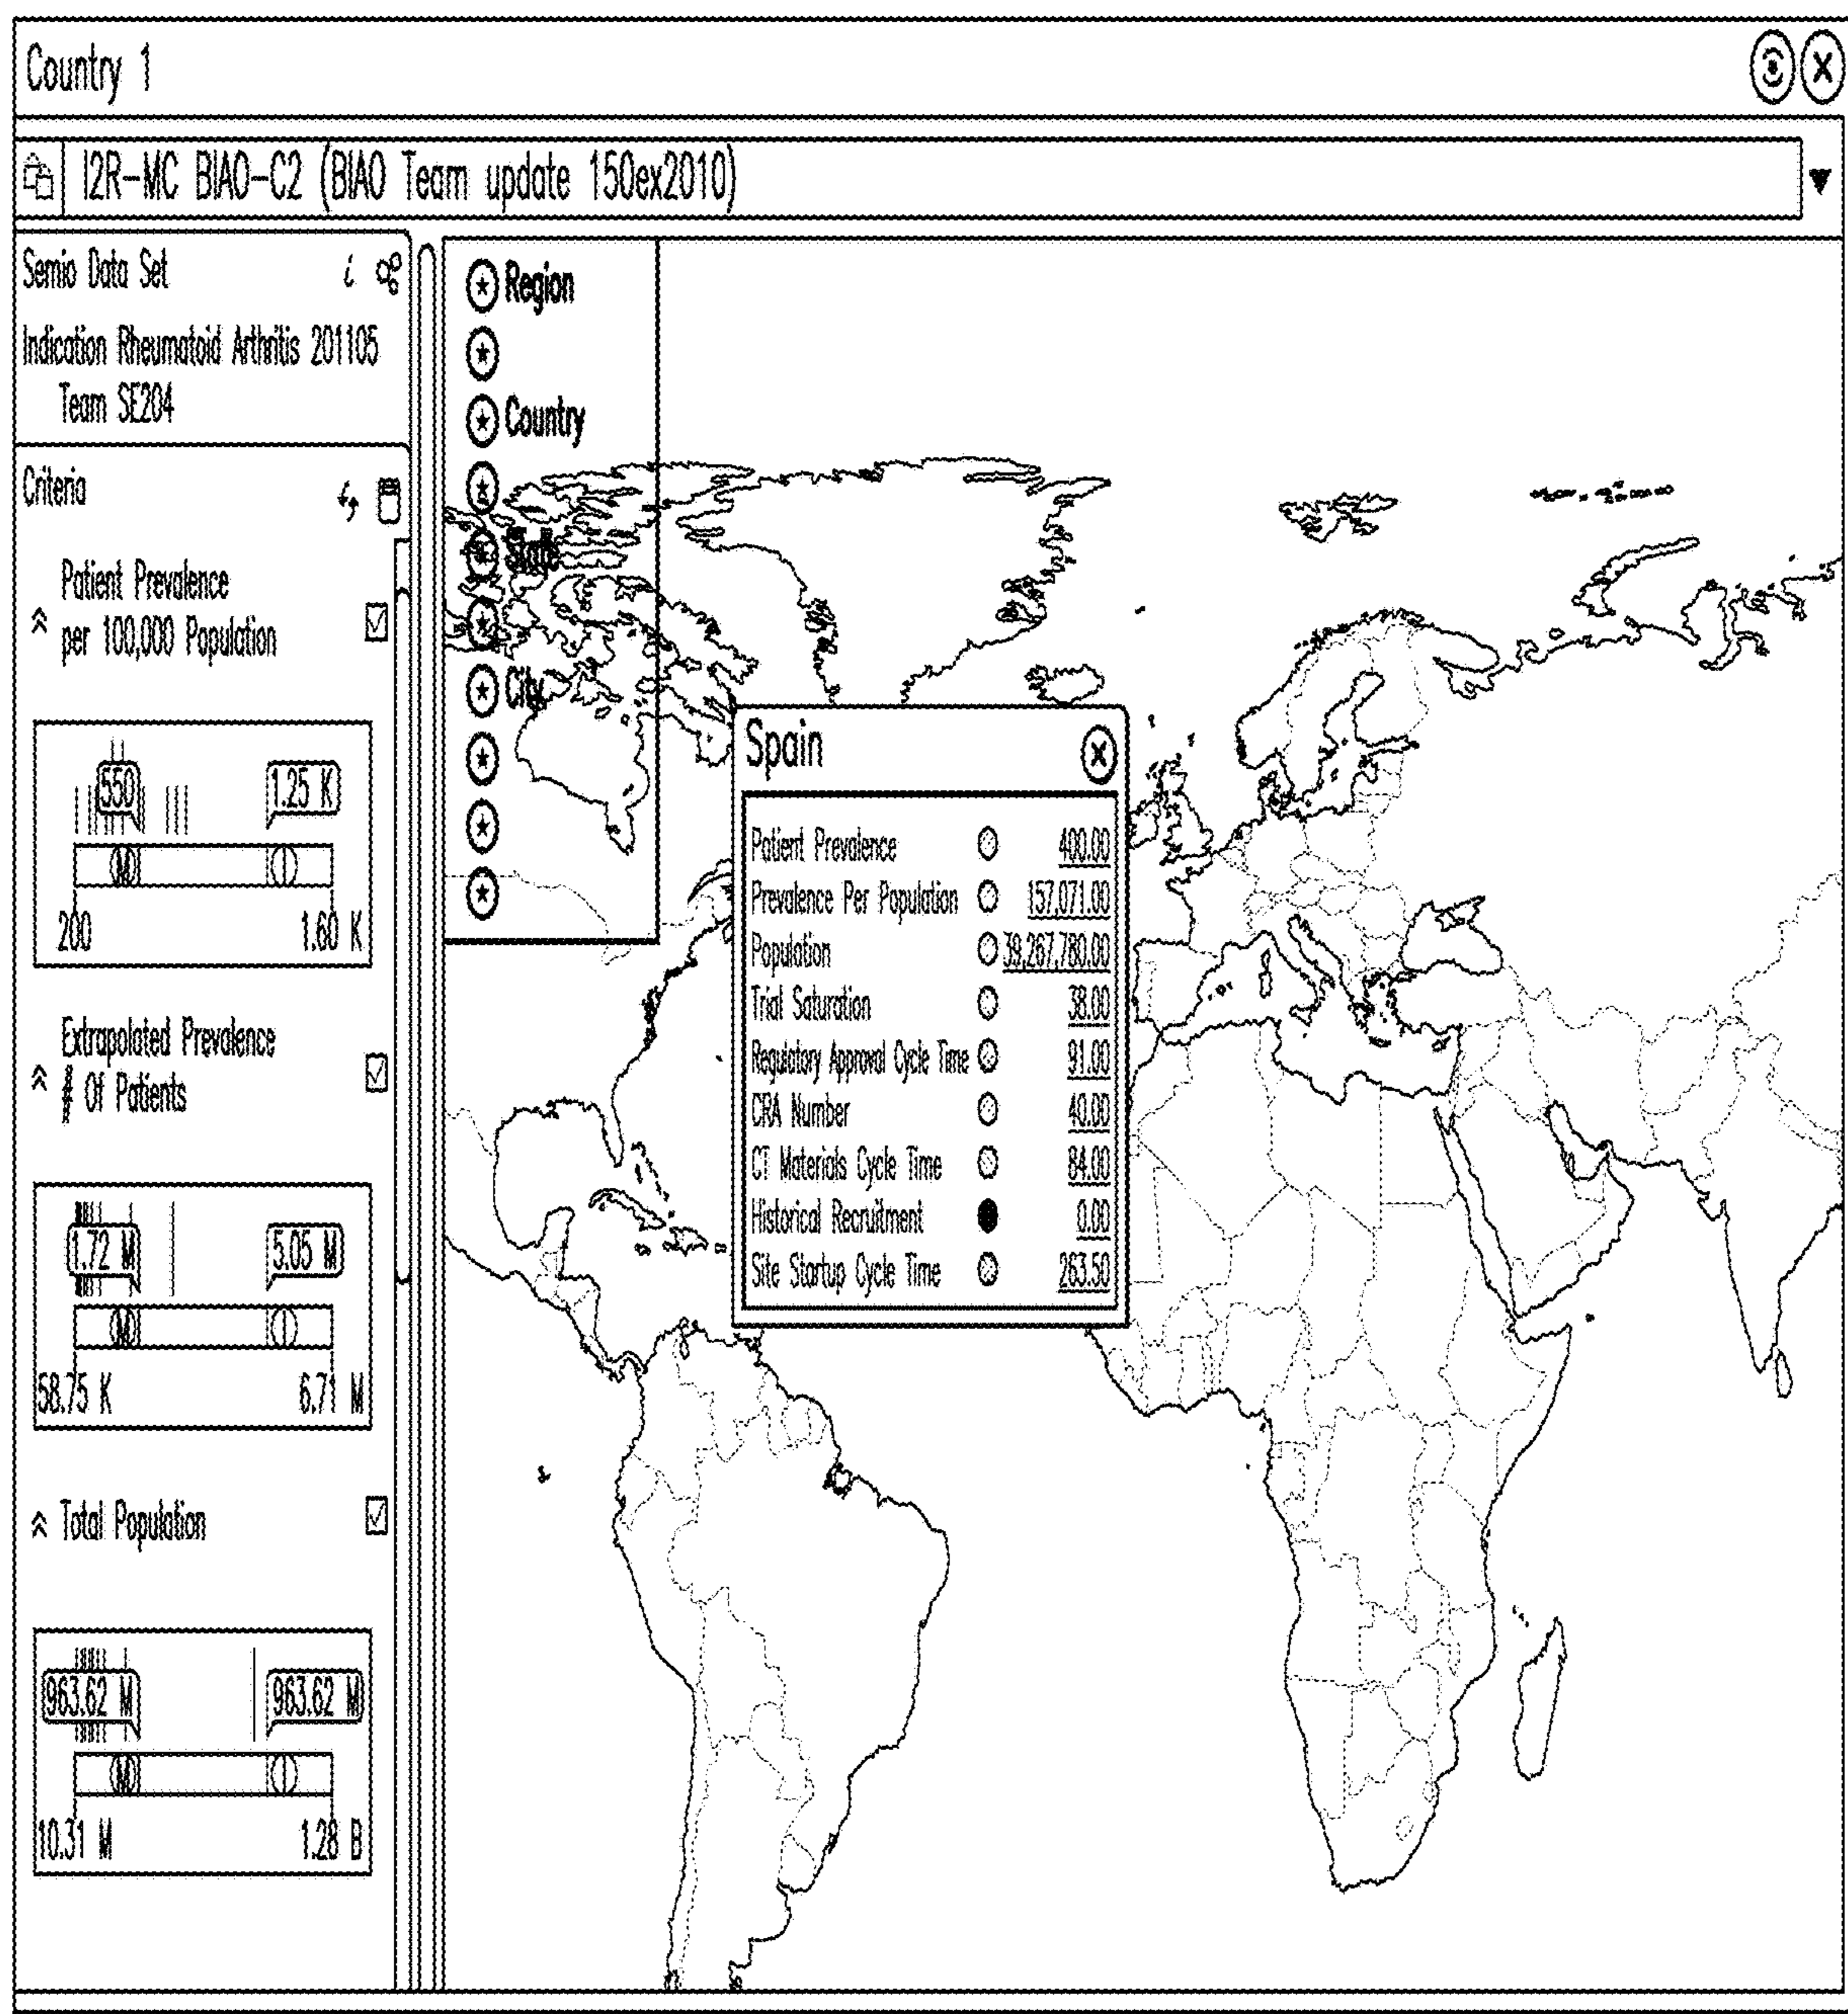 Country 1
I2R-MC BIAO-C2 (BIAO Team update 150ex2010)
Semio Data Set
Indication Rheumatoid Arthritis 201105
Team SE204
Criteria
Patient Prevalence
per 100,000 Population
550
1.25 K
200
1.60 K
Extrapolated Prevalence
# Of Patients
1.72 M
5.05 M
58.75 K
6.71 M
Total Population
963.62 M
963.62 M
10.31 M
1.28 B
Region
Country
State
City
Spain
Patient Prevalence 400.00
Prevalence Per Population 157,071.00
Population 39,267,780.00
Trial Saturation 38.00
Regulatory Approval Cycle Time 91.00
CRA Number 40.00
CT Materials Cycle Time 84.00
Historical Recruitment 0.00
Site Startup Cycle Time 263.50